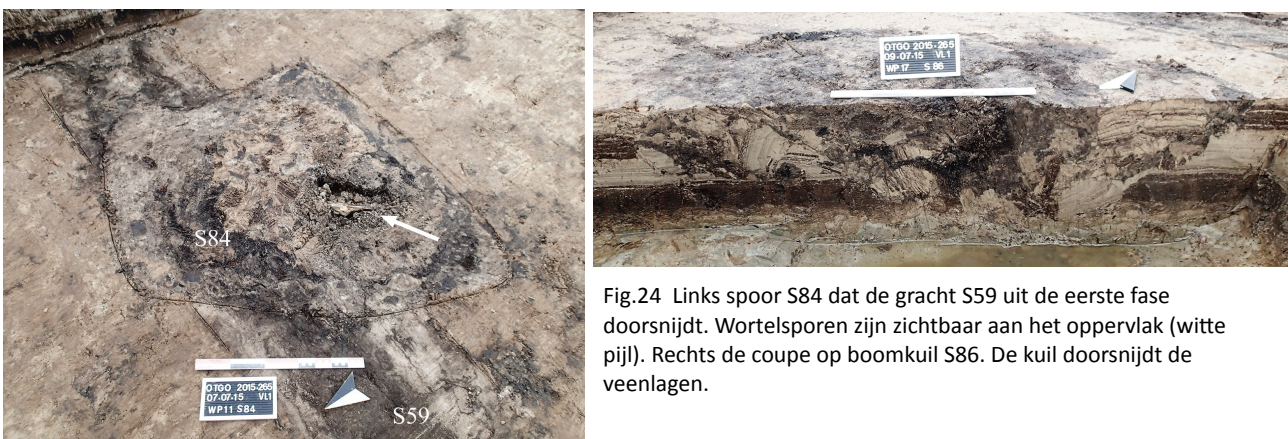 S84
OTGO 2015-265
07-07-15 VL1
WP11 S84
S59
OTGO 2015-265
09-07-15 VL1
WP17 S 86
Fig.24 Links spoor S84 dat de gracht S59 uit de eerste fase
doorsnijdt. Wortelsporen zijn zichtbaar aan het oppervlak (witte
pijl). Rechts de coupe op boomkuil S86. De kuil doorsnijdt de
veenlagen.